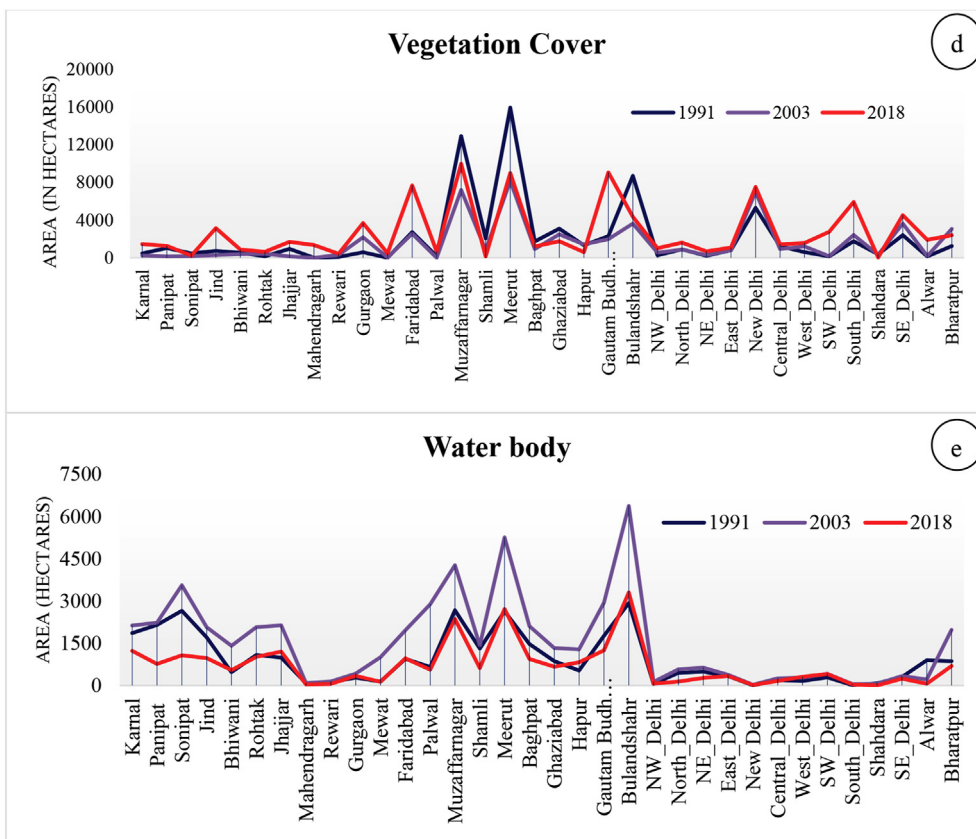 Vegetation Cover
d
AREA (IN HECTARES)
20000
16000
12000
8000
4000
0
1991
2003
2018
Karnal
Panipat
Sonipat
Jind
Bhiwani
Rohtak
Jhajjar
Mahendragarh
Rewari
Gurgaon
Mewat
Faridabad
Palwal
Muzaffarnagar
Shamli
Meerut
Baghpat
Ghaziabad
Hapur
Gautam Budh...
Bulandshahr
NW_Delhi
North_Delhi
NE_Delhi
East_Delhi
New Delhi
Central_Delhi
West_Delhi
SW_Delhi
South_Delhi
Shahdara
SE_Delhi
Alwar
Bharatpur
Water body
e
AREA (HECTARES)
7500
6000
4500
3000
1500
0
1991
2003
2018
Karnal
Panipat
Sonipat
Jind
Bhiwani
Rohtak
Jhajjar
Mahendragarh
Rewari
Gurgaon
Mewat
Faridabad
Palwal
Muzaffarnagar
Shamli
Meerut
Baghpat
Ghaziabad
Hapur
Gautam Budh...
Bulandshahr
NW_Delhi
North_Delhi
NE_Delhi
East_Delhi
New Delhi
Central_Delhi
West_Delhi
SW_Delhi
South_Delhi
Shahdara
SE_Delhi
Alwar
Bharatpur